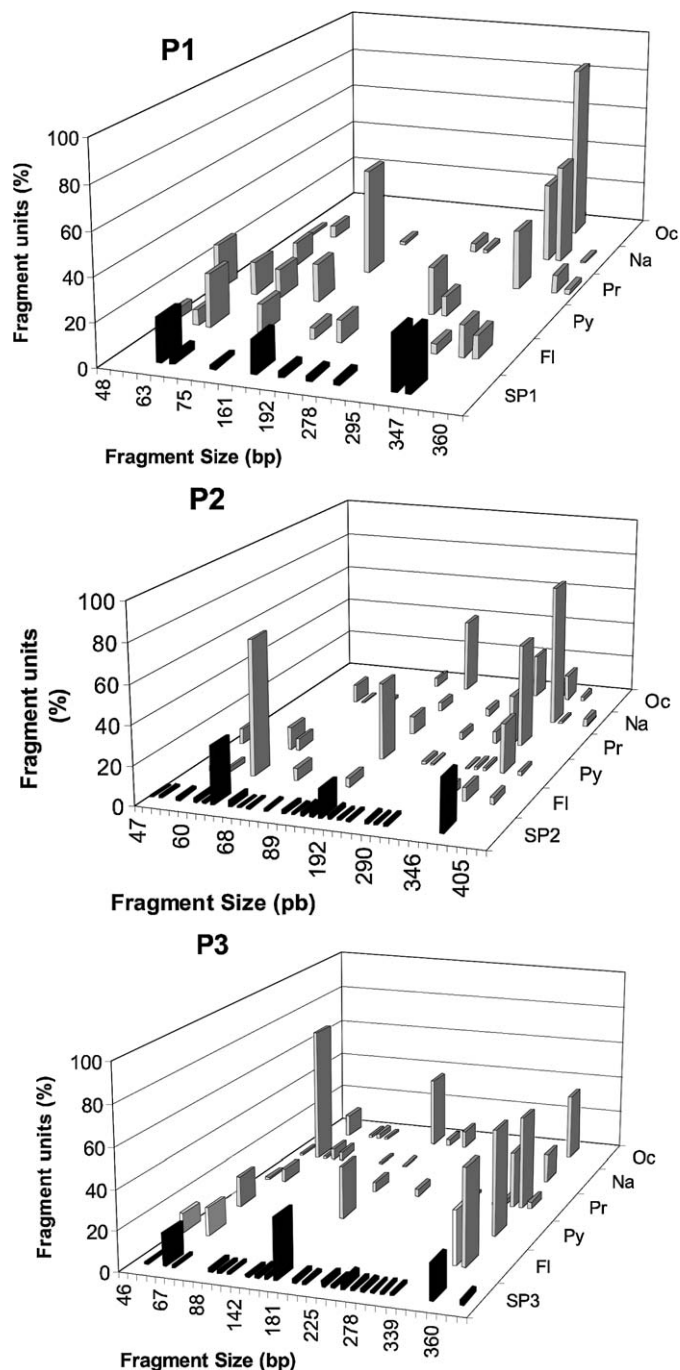 P1
Fragment units (%)
100
80
60
40
20
0
48
63
75
161
192
278
295
347
360
SP1
Fl
Py
Pr
Na
Oc
Fragment Size (bp)
P2
Fragment units
(%)
100
80
60
40
20
0
47
60
68
89
192
290
346
405
SP2
Fl
Py
Pr
Na
Oc
Fragment Size (pb)
P3
Fragment units (%)
100
80
60
40
20
0
46
67
88
142
181
225
278
339
360
SP3
Fl
Py
Pr
Na
Oc
Fragment Size (bp)